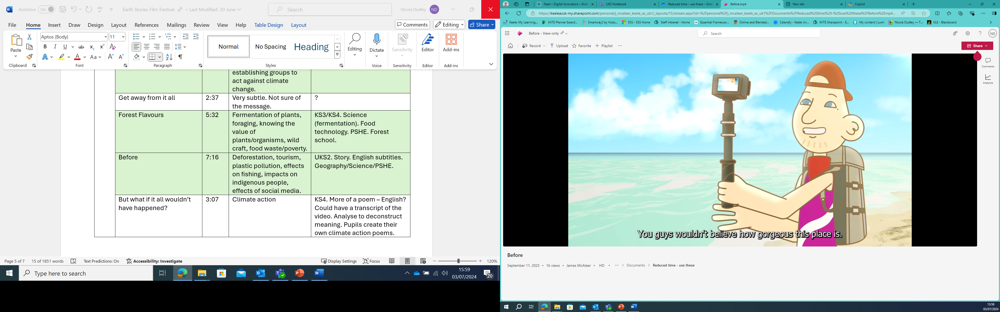 AutoSave On
Earth Stories Film Festival • Last Modified: 20 June
Search
Nicola Dudley ND
File Home Insert Draw Design Layout References Mailings Review View Help Table Design Layout
Comments Editing Share
Paste
Aptos (Body) 11
Normal No Spacing Heading
Editing Dictate Sensitivity Editor Add-ins
Clipboard Font Paragraph Styles Voice Sensitivity Editor Add-ins
establishing groups to
act against climate
change.
Get away from it all
2:37
Very subtle. Not sure of
the message.
?
Forest Flavours
5:32
Fermentation of plants,
foraging, knowing the
value of
plants/organisms, wild
craft, food waste/poverty.
KS3/KS4. Science
(fermentation). Food
technology. PSHE. Forest
school.
Before
7:16
Deforestation, tourism,
plastic pollution, effects
on fishing, impacts on
indigenous people,
effects of social media.
UKS2. Story. English subtitles.
Geography/Science/PSHE.
But what if it all wouldn’t
have happened?
3:07
Climate action
KS4. More of a poem – English?
Could have a transcript of the
video. Analyse to deconstruct
meaning. Pupils create their
own climate action poems.
Page 5 of 7 15 of 1851 words Text Predictions: On Accessibility: Investigate Display Settings Focus 120%
Type here to search
15:59
03/07/2024
20
Feed – Digital Innovators – GivE LXD Notebook Reduced time - use these - One Before.mp4 New tab Copilot
https://keeleacuk-my.sharepoint.com/personal/j_mcateer_keele_ac_uk1/_layouts/15/stream.aspx?id=%2Fpersonal%2Fj_mcateer_keele_ac_uk1%2FDocuments%2FReduced%20time%20-%20use%20these%2FBefore%2Emp4...
Keele: My Learning... KIITE Planner board... Smartway2 by Hubs... ESS - ESS Home Staff Intranet - Home Essential Framewor... Online and Blended... Calendly - Keele Un... KIITE Sharepoint - E... My content | Lumi Nicola Dudley — T... KLE - Blackboard
Before - View-only
Search
ND
Record Upload Favorite Playlist
Share
Comments
Analytics
You guys wouldn't believe how gorgeous this place is.
Before
September 11, 2023 • 16 views • James McAteer • HD • ... > Documents > Reduced time - use these
15:59
03/07/2024